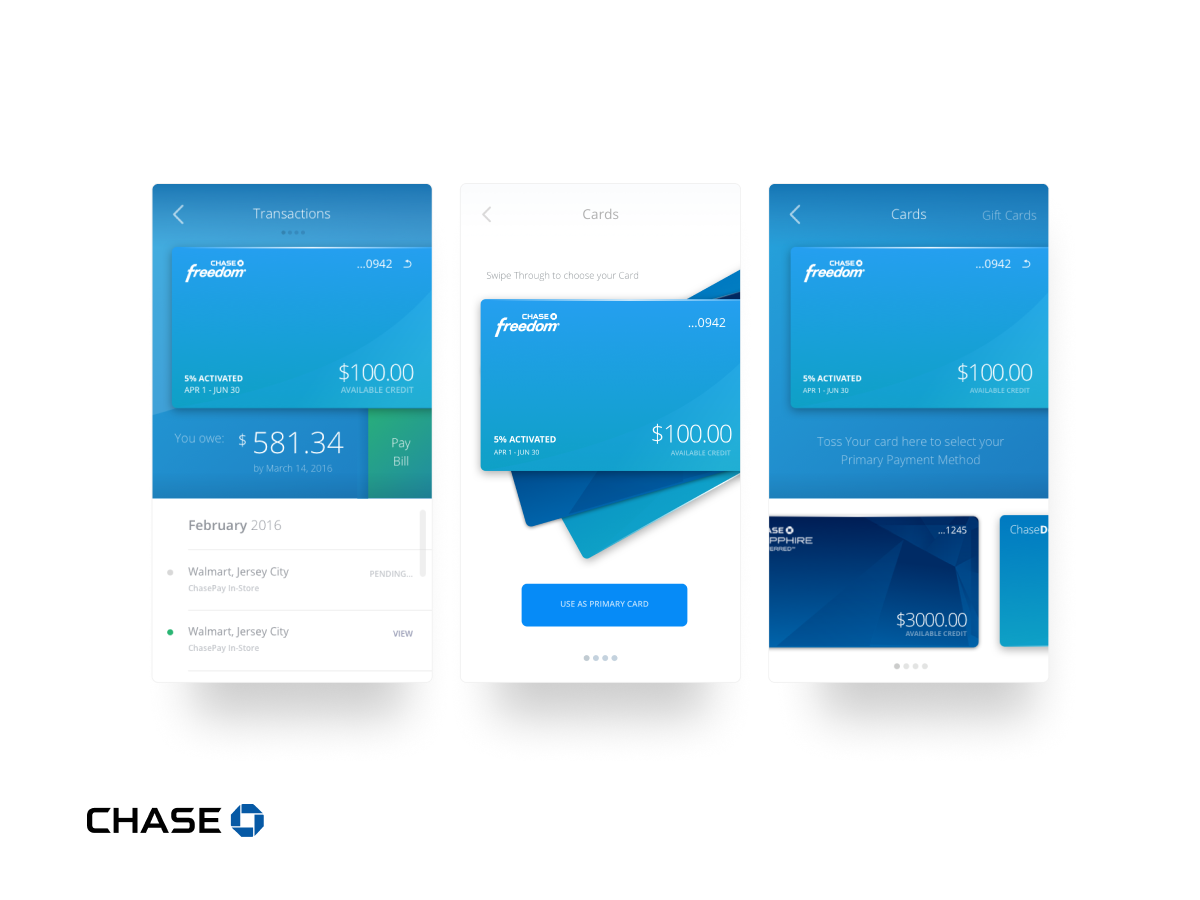 Transactions
CHASE
freedom
...0942
5% ACTIVATED
APR 1 - JUN 30
$100.00
AVAILABLE CREDIT
You owe:
$ 581.34
by March 14, 2016
Pay
Bill
February 2016
Walmart, Jersey City
PENDING...
ChasePay In-Store
Walmart, Jersey City
VIEW
ChasePay In-Store
Cards
Swipe Through to choose your Card
CHASE
freedom
...0942
5% ACTIVATED
APR 1 - JUN 30
$100.00
AVAILABLE CREDIT
USE AS PRIMARY CARD
Cards
Gift Cards
CHASE
freedom
...0942
5% ACTIVATED
APR 1 - JUN 30
$100.00
AVAILABLE CREDIT
Toss Your card here to select your
Primary Payment Method
ASE
PPHIRE
ERRED℠
...1245
$3000.00
AVAILABLE CREDIT
ChaseD
CHASE